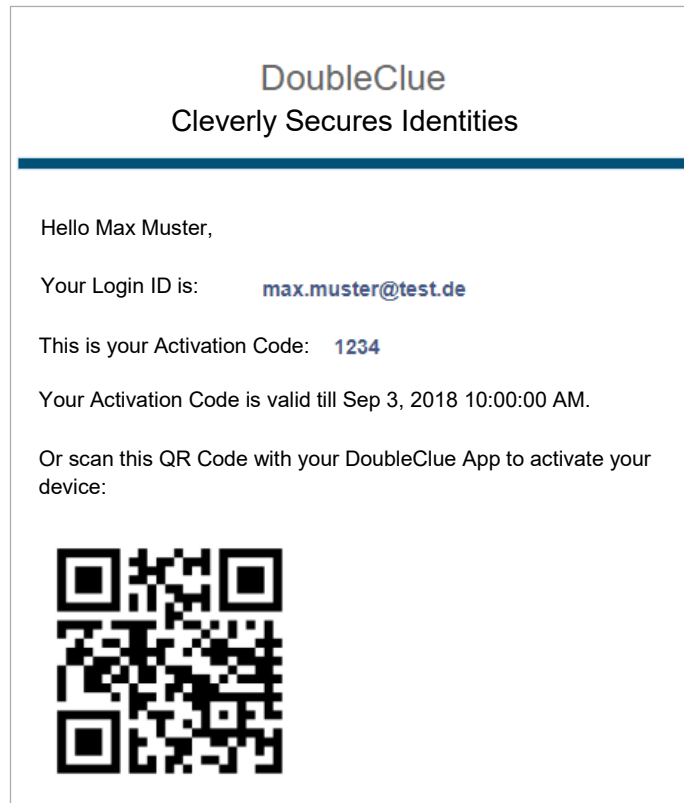 DoubleClue
Cleverly Secures Identities
Hello Max Muster,
Your Login ID is: max.muster@test.de
This is your Activation Code: 1234
Your Activation Code is valid till Sep 3, 2018 10:00:00 AM.
Or scan this QR Code with your DoubleClue App to activate your
device: